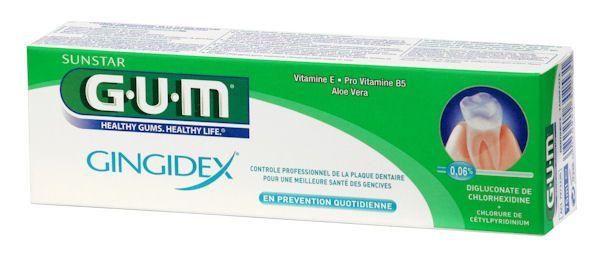 SUNSTAR
G·U·M®
HEALTHY GUMS. HEALTHY LIFE.®
GINGIDEX®
Vitamine E • Pro Vitamine B5
Aloe Vera
CONTROLE PROFESSIONNEL DE LA PLAQUE DENTAIRE
POUR UNE MEILLEURE SANTÉ DES GENCIVES
EN PREVENTION QUOTIDIENNE
0,06%
DIGLUCONATE DE
CHLORHEXIDINE
+
CHLORURE DE
CÉTYLPYRIDINIUM